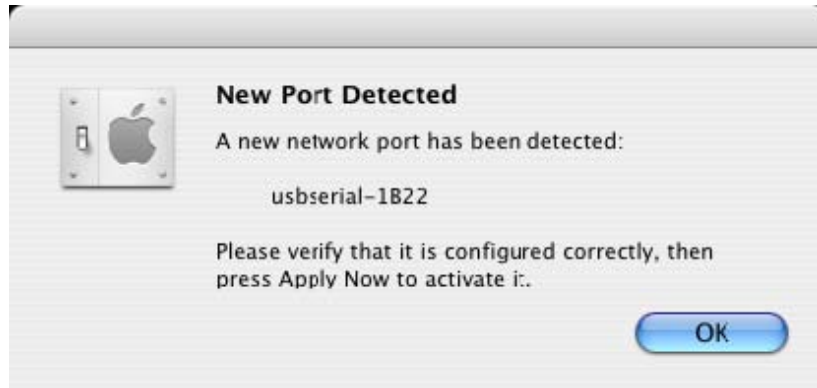 New Port Detected
A new network port has been detected:
usbserial-1B22
Please verify that it is configured correctly, then
press Apply Now to activate it.
OK